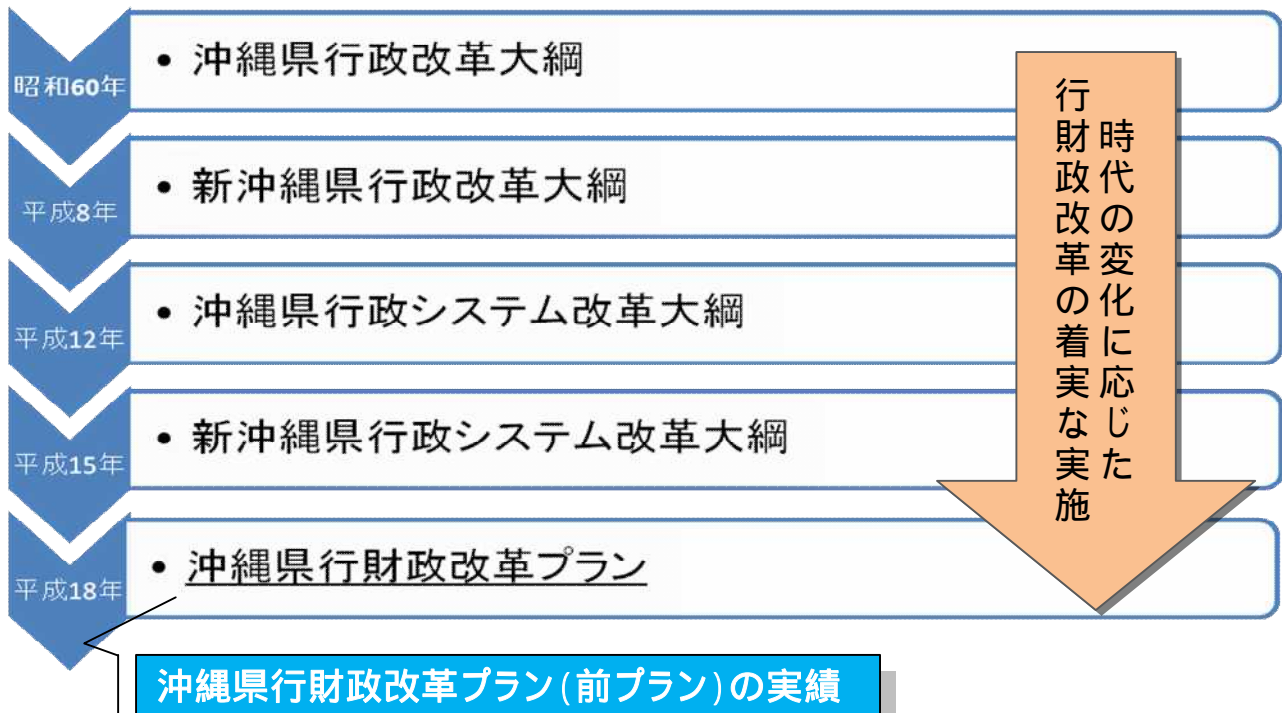 昭和60年
• 沖縄県行政改革大綱
平成8年
• 新沖縄県行政改革大綱
平成12年
• 沖縄県行政システム改革大綱
平成15年
• 新沖縄県行政システム改革大綱
平成18年
• 沖縄県行財政改革プラン
時代の変化に応じた
行財政改革の着実な実施
沖縄県行財政改革プラン(前プラン)の実績